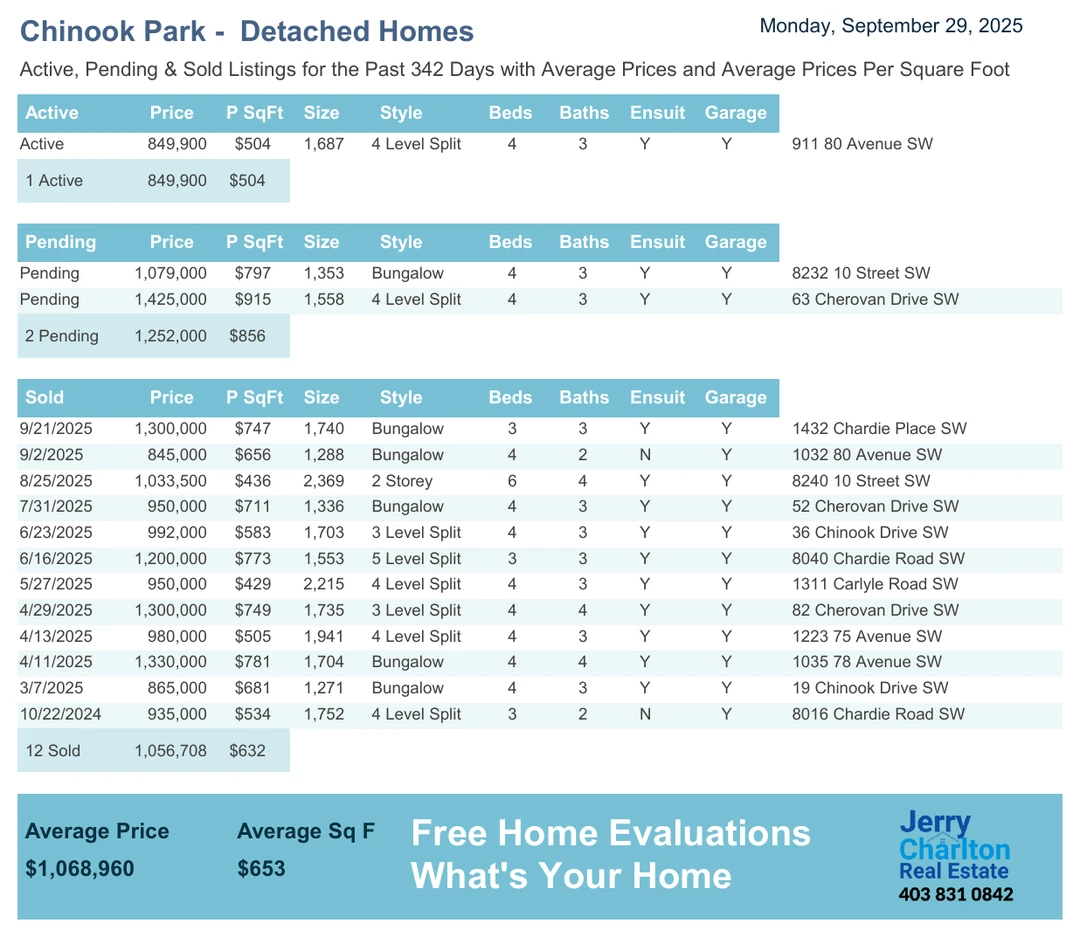 Chinook Park - Detached Homes
Monday, September 29, 2025
Active, Pending & Sold Listings for the Past 342 Days with Average Prices and Average Prices Per Square Foot
Active Price P SqFt Size Style Beds Baths Ensuit Garage
Active 849,900 $504 1,687 4 Level Split 4 3 Y Y 911 80 Avenue SW
1 Active 849,900 $504
Pending Price P SqFt Size Style Beds Baths Ensuit Garage
Pending 1,079,000 $797 1,353 Bungalow 4 3 Y Y 8232 10 Street SW
Pending 1,425,000 $915 1,558 4 Level Split 4 3 Y Y 63 Cherovan Drive SW
2 Pending 1,252,000 $856
Sold Price P SqFt Size Style Beds Baths Ensuit Garage
9/21/2025 1,300,000 $747 1,740 Bungalow 3 3 Y Y 1432 Chardie Place SW
9/2/2025 845,000 $656 1,288 Bungalow 4 2 N Y 1032 80 Avenue SW
8/25/2025 1,033,500 $436 2,369 2 Storey 6 4 Y Y 8240 10 Street SW
7/31/2025 950,000 $711 1,336 Bungalow 4 3 Y Y 52 Cherovan Drive SW
6/23/2025 992,000 $583 1,703 3 Level Split 4 3 Y Y 36 Chinook Drive SW
6/16/2025 1,200,000 $773 1,553 5 Level Split 3 3 Y Y 8040 Chardie Road SW
5/27/2025 950,000 $429 2,215 4 Level Split 4 3 Y Y 1311 Carlyle Road SW
4/29/2025 1,300,000 $749 1,735 3 Level Split 4 4 Y Y 82 Cherovan Drive SW
4/13/2025 980,000 $505 1,941 4 Level Split 4 3 Y Y 1223 75 Avenue SW
4/11/2025 1,330,000 $781 1,704 Bungalow 4 4 Y Y 1035 78 Avenue SW
3/7/2025 865,000 $681 1,271 Bungalow 4 3 Y Y 19 Chinook Drive SW
10/22/2024 935,000 $534 1,752 4 Level Split 3 2 N Y 8016 Chardie Road SW
12 Sold 1,056,708 $632
Average Price Average Sq F
$1,068,960 $653
Free Home Evaluations
What's Your Home
Jerry
Charlton
Real Estate
403 831 0842